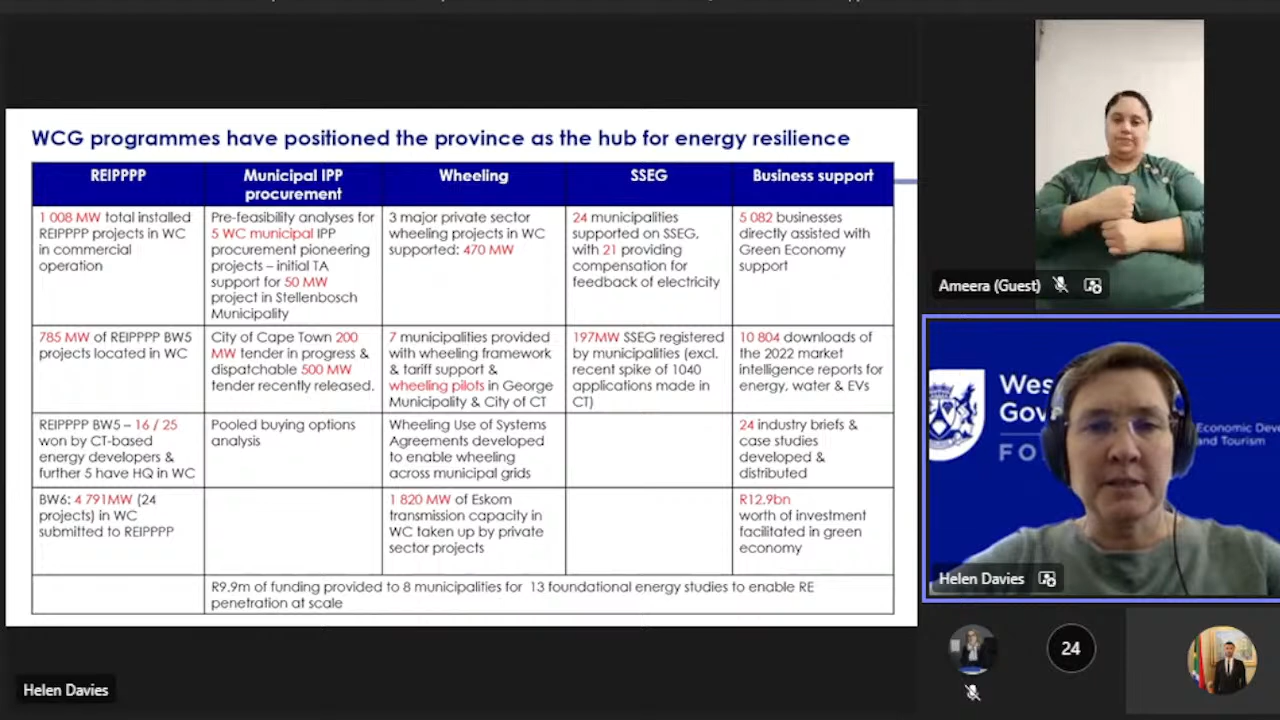 WCG programmes have positioned the province as the hub for energy resilience
REIPPPP
Municipal IPP
procurement
Wheeling
SSEG
Business support
1 008 MW total installed
REIPPPP projects in WC
in commercial
operation
Pre-feasibility analyses for
5 WC municipal IPP
procurement pioneering
projects – initial TA
support for 50 MW
project in Stellenbosch
Municipality
3 major private sector
wheeling projects in WC
supported: 470 MW
24 municipalities
supported on SSEG,
with 21 providing
compensation for
feedback of electricity
5 082 businesses
directly assisted with
Green Economy
support
785 MW of REIPPPP BW5
projects located in WC
City of Cape Town 200
MW tender in progress &
dispatchable 500 MW
tender recently released.
7 municipalities provided
with wheeling framework
& tariff support &
wheeling pilots in George
Municipality & City of CT
197MW SSEG registered
by municipalities (excl.
recent spike of 1040
applications made in
CT)
10 804 downloads of
the 2022 market
intelligence reports for
energy, water & EVs
REIPPPP BW5 – 16 / 25
won by CT-based
energy developers &
further 5 have HQ in WC
Pooled buying options
analysis
Wheeling Use of Systems
Agreements developed
to enable wheeling
across municipal grids
24 industry briefs &
case studies
developed &
distributed
BW6: 4 791MW (24
projects) in WC
submitted to REIPPPP
1 820 MW of Eskom
transmission capacity in
WC taken up by private
sector projects
R12.9bn
worth of investment
facilitated in green
economy
R9.9m of funding provided to 8 municipalities for 13 foundational energy studies to enable RE
penetration at scale
Helen Davies
Ameera (Guest)
Wes
Gov
FO
Economic Deve
and Tourism
Helen Davies
24